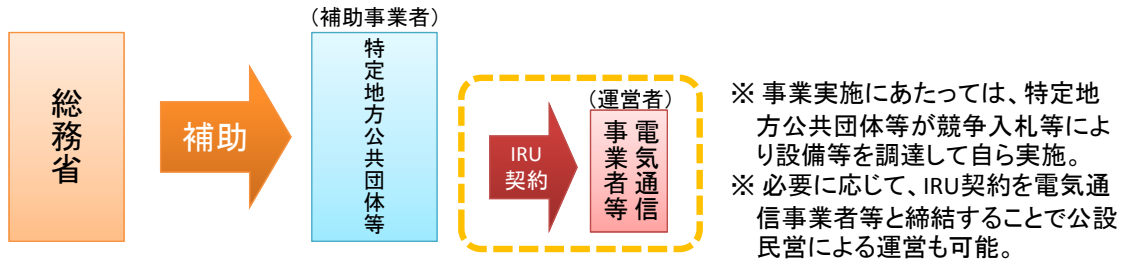 総務省
補助
(補助事業者)
特定地方公共団体等
IRU
契約
(運営者)
電気通信
事業者等
※ 事業実施にあたっては、特定地
方公共団体等が競争入札等によ
り設備等を調達して自ら実施。
※ 必要に応じて、IRU契約を電気通
信事業者等と締結することで公設
民営による運営も可能。